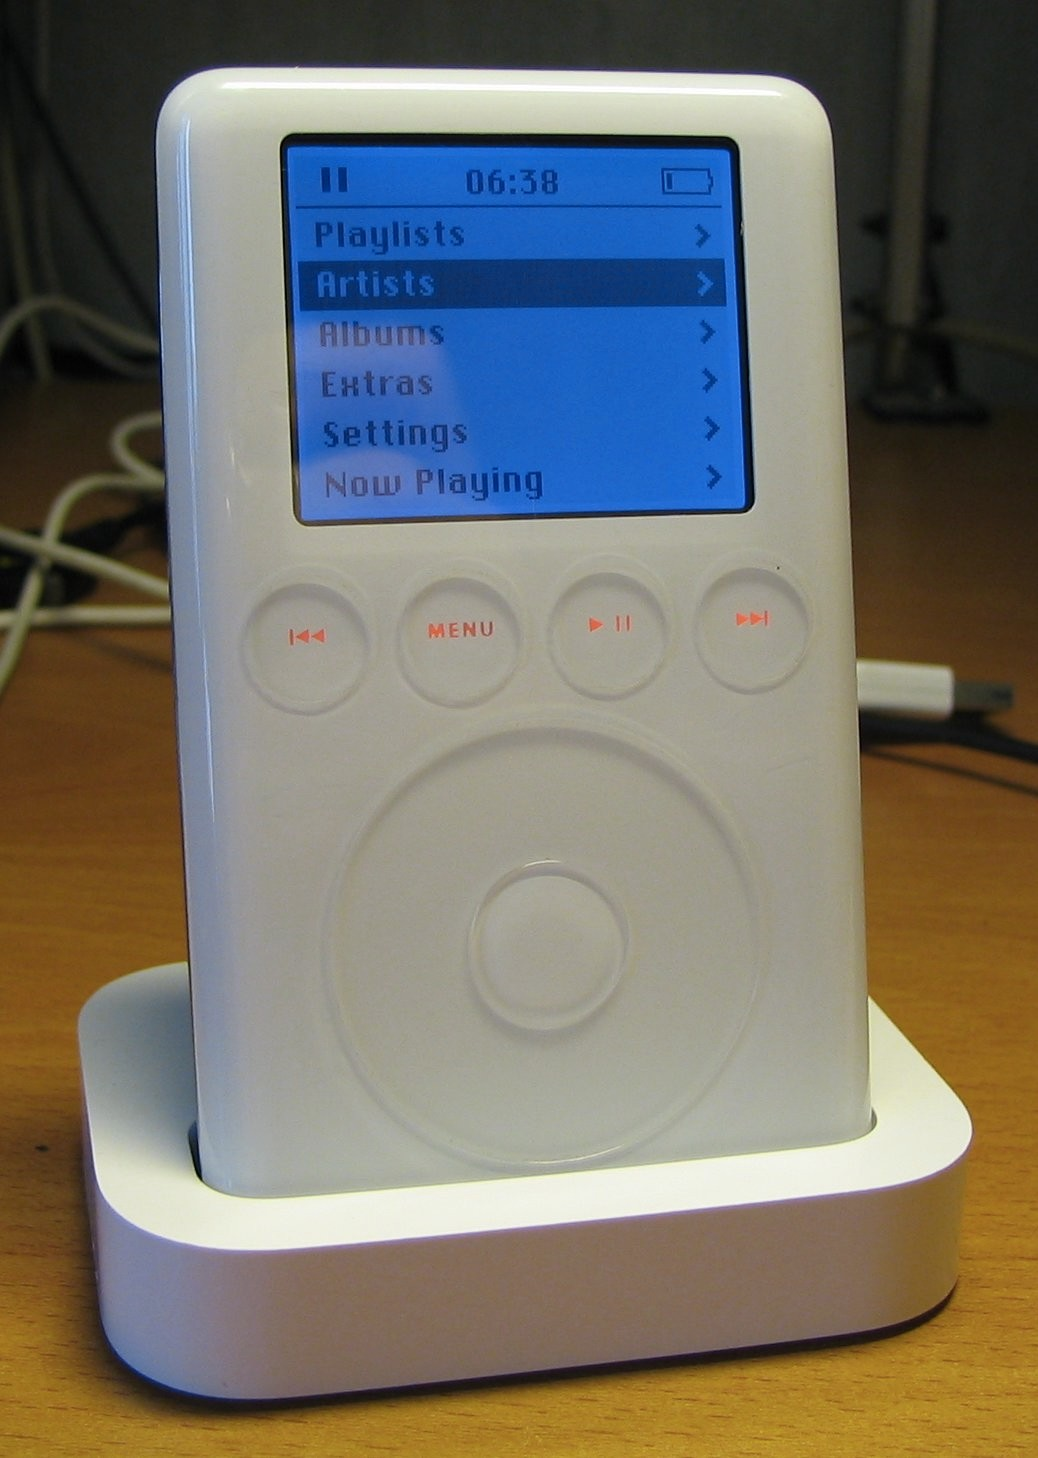 06:38
Playlists
Artists
Albums
Extras
Settings
Now Playing
MENU